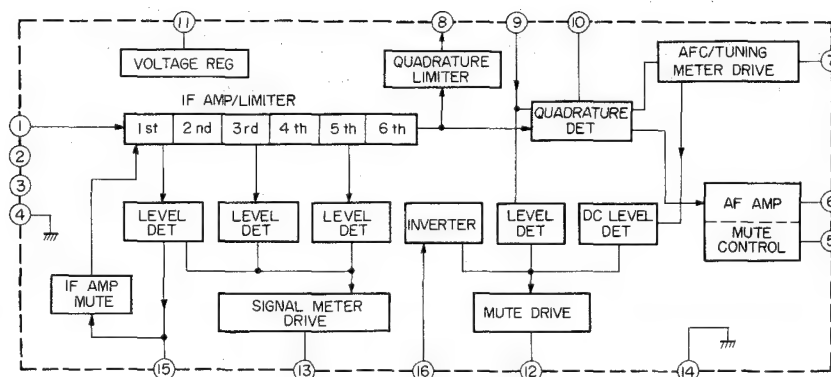 11
8
9
10
VOLTAGE REG
QUADRATURE
LIMITER
AFC/TUNING
METER DRIVE
7
IF AMP/LIMITER
1
1st
2nd
3rd
4th
5th
6th
QUADRATURE
DET
2
3
4
LEVEL
DET
LEVEL
DET
LEVEL
DET
INVERTER
LEVEL
DET
DC LEVEL
DET
AF AMP
6
MUTE
CONTROL
5
IF AMP
MUTE
SIGNAL METER
DRIVE
MUTE DRIVE
15
13
16
12
14